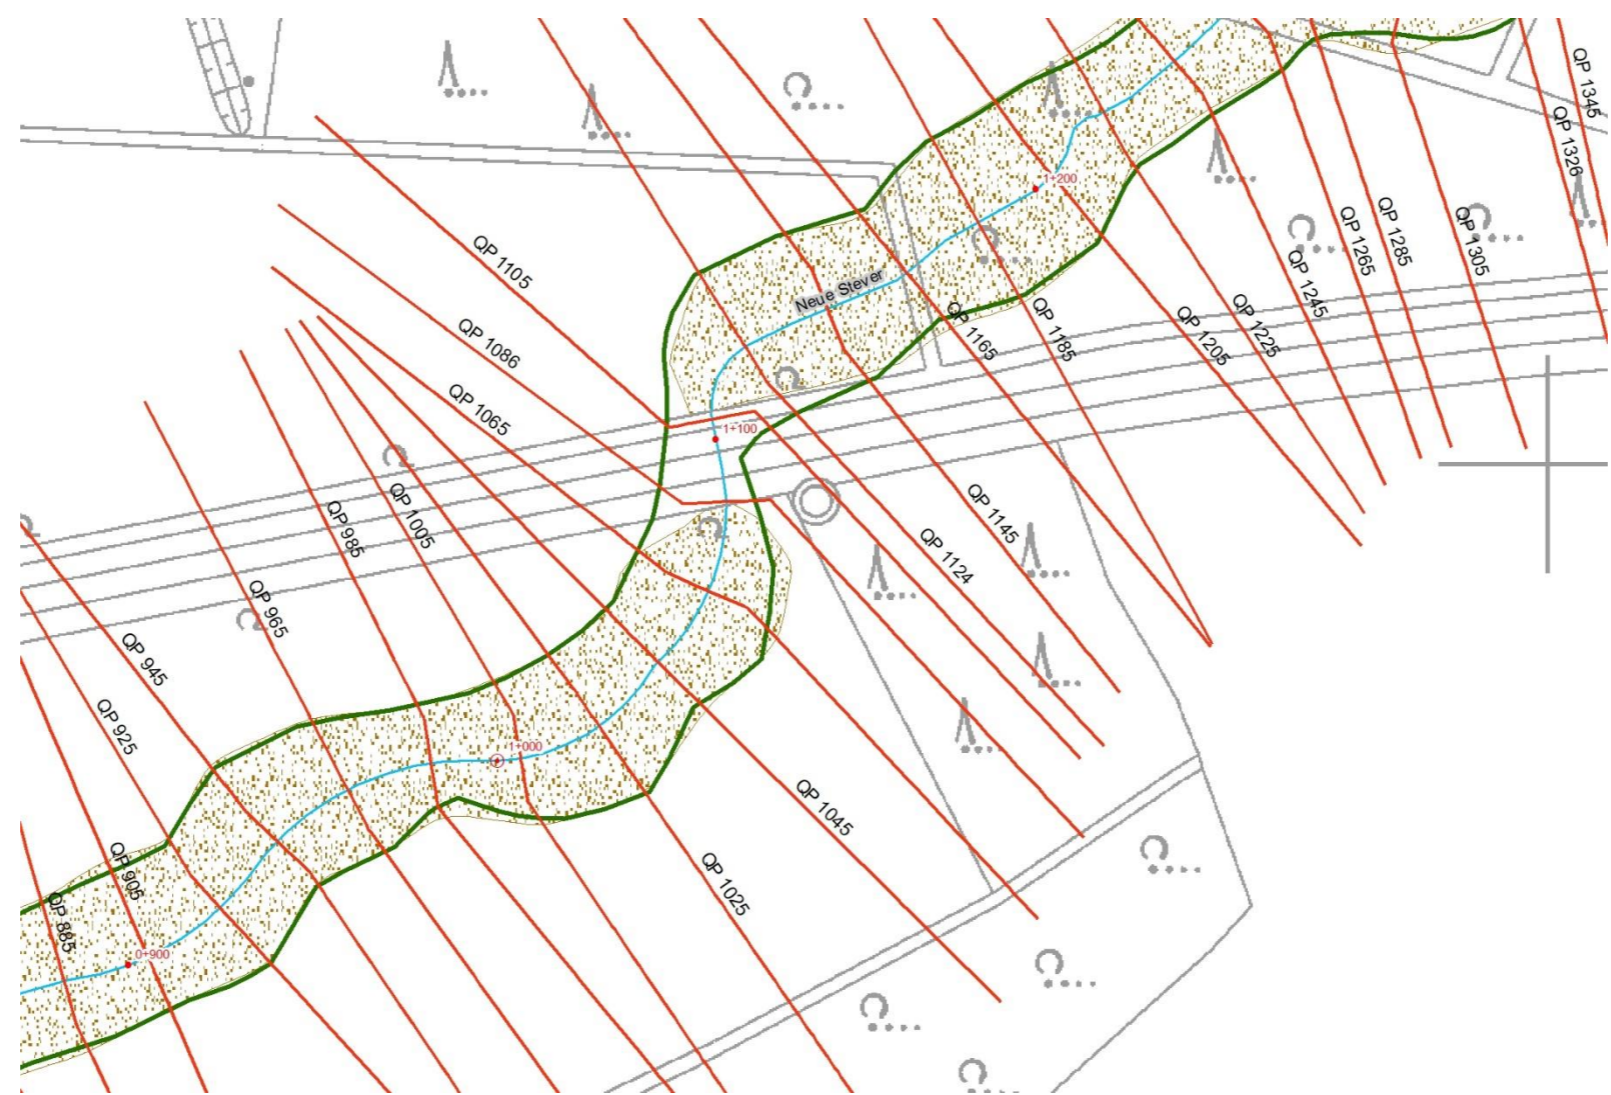 QP 1345
QP 1326
1+200
QP 1105
QP 1265
QP 1285
QP 1305
QP 1245
Neue Stever
QP 1086
QP 1165
QP 1185
QP 1205
QP 1225
QP 1065
1+100
QP 985
QP 1005
QP 1145
QP 1124
QP 965
QP 945
QP 925
1+000
QP 1045
QP 905
QP 885
QP 1025
0+900